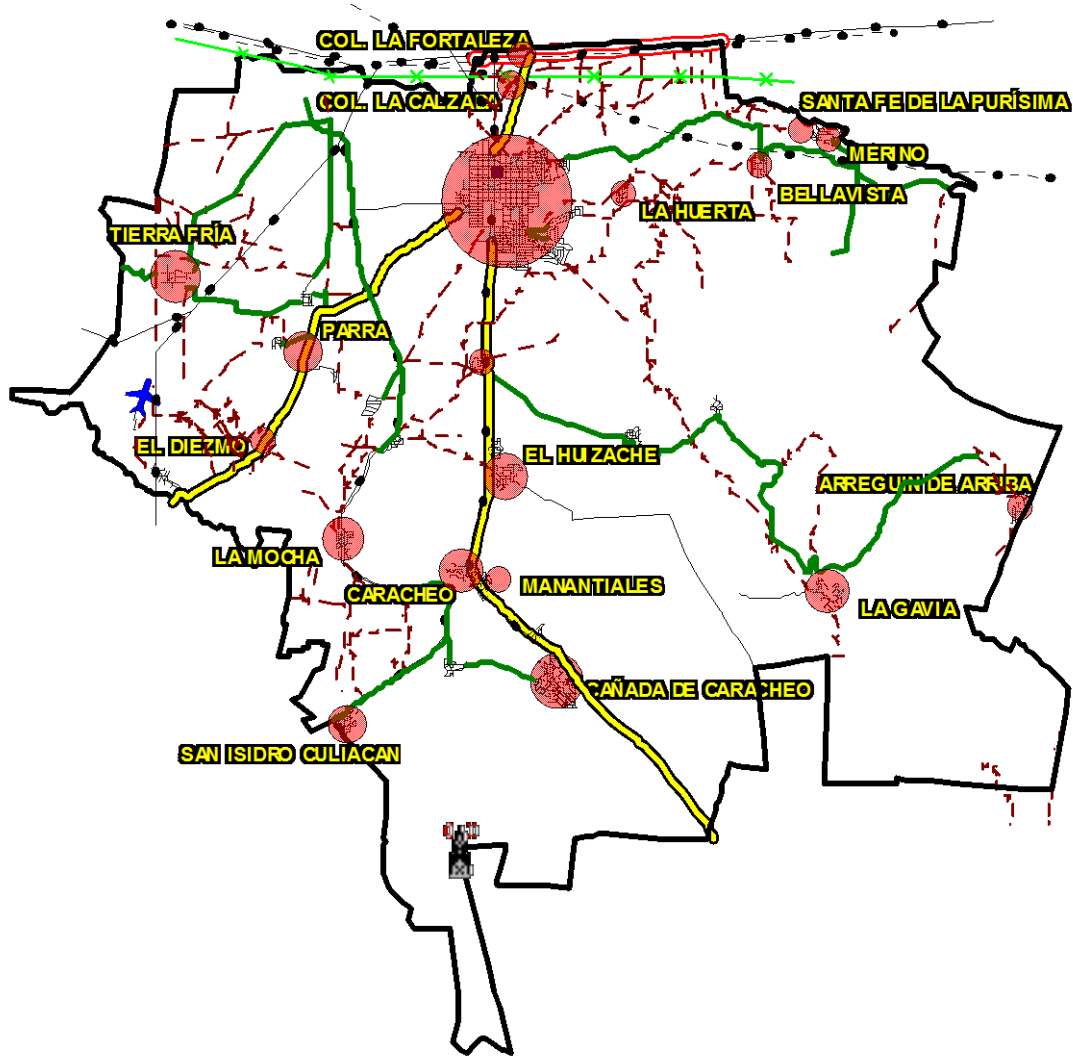 COL. LA FORTALEZA
COL. LA CALZADA
SANTA FE DE LA PURÍSIMA
MERINO
BELLAVISTA
LA HUERTA
TIERRA FRÍA
PARRA
EL DIEZMO
EL HUIZACHE
ARREGUIN DE ARRIBA
LA MOCHA
CARACHEO
MANANTIALES
LA GAVIA
CAÑADA DE CARACHEO
SAN ISIDRO CULIACAN